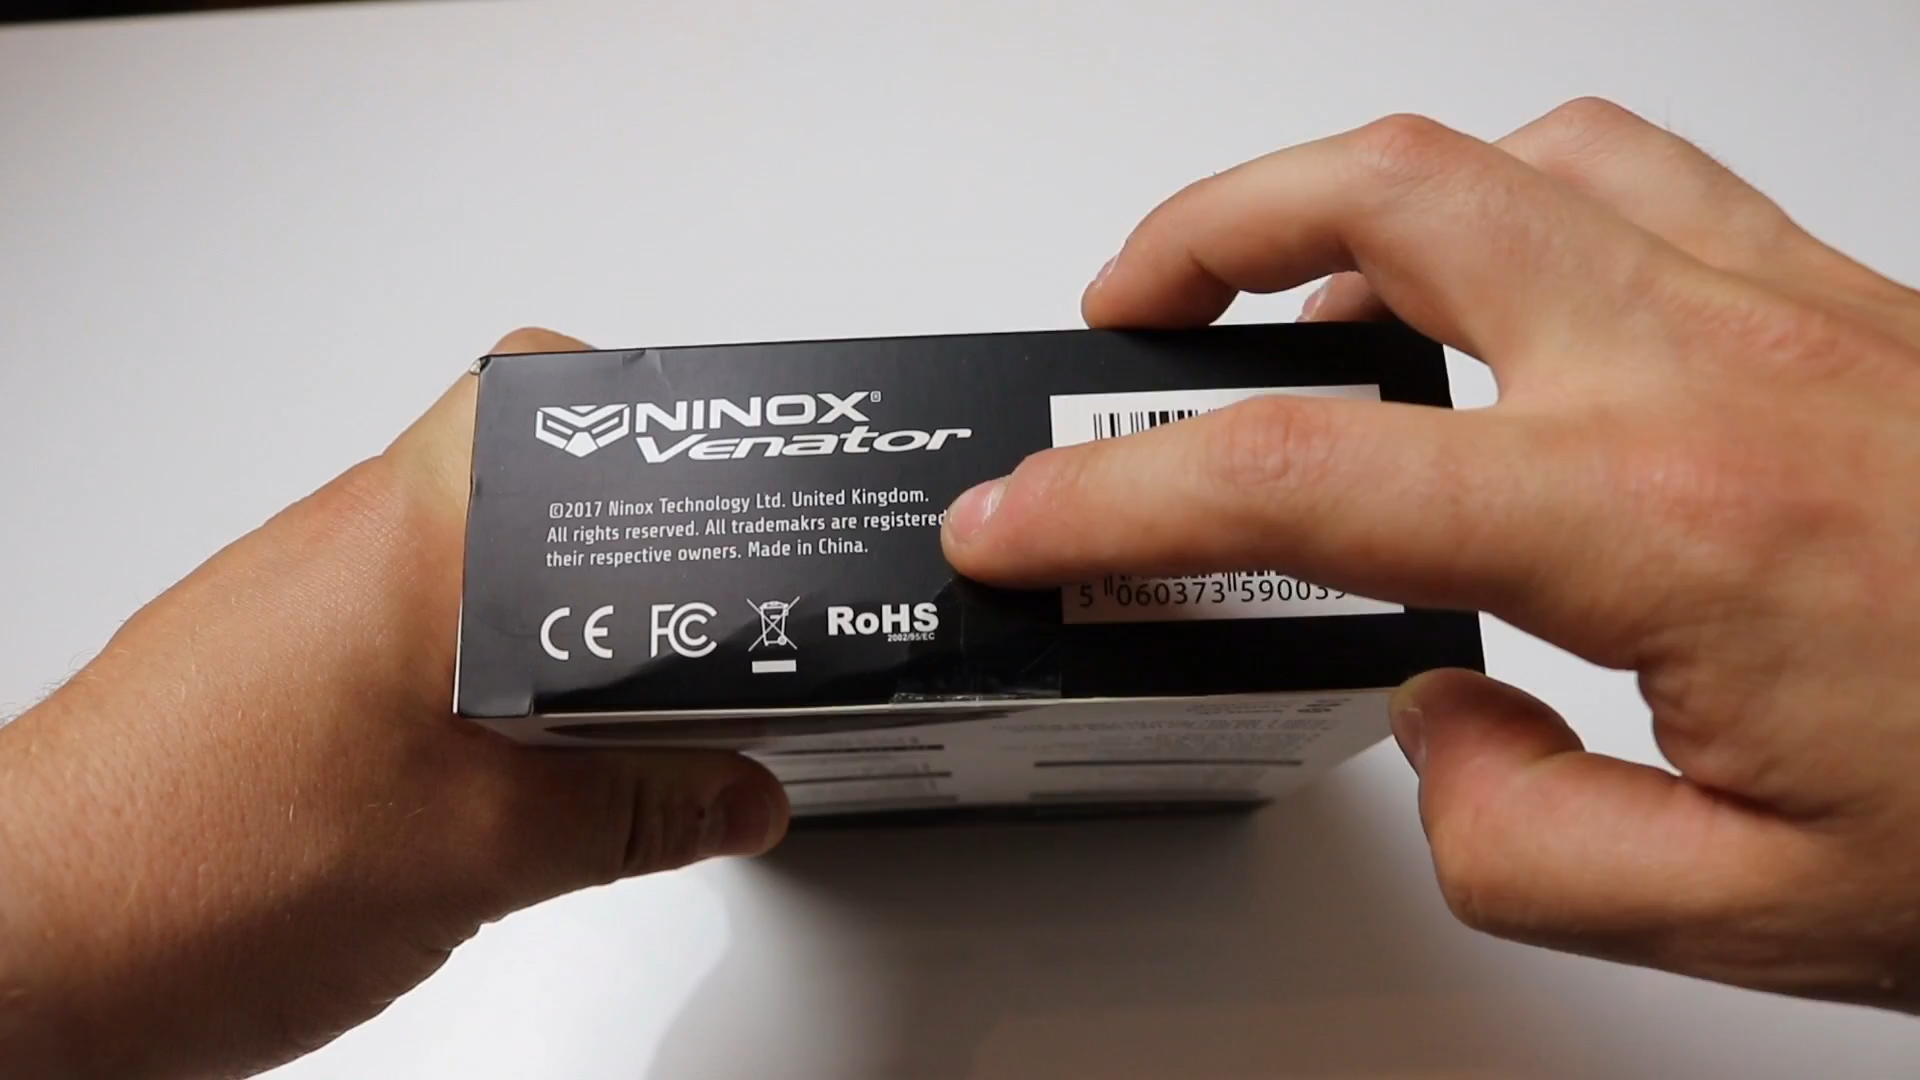 NINOX®
Venator
©2017 Ninox Technology Ltd. United Kingdom.
All rights reserved. All trademakrs are registered
their respective owners. Made in China.
CE FC RoHS
2002/95/EC
5 060373 590039